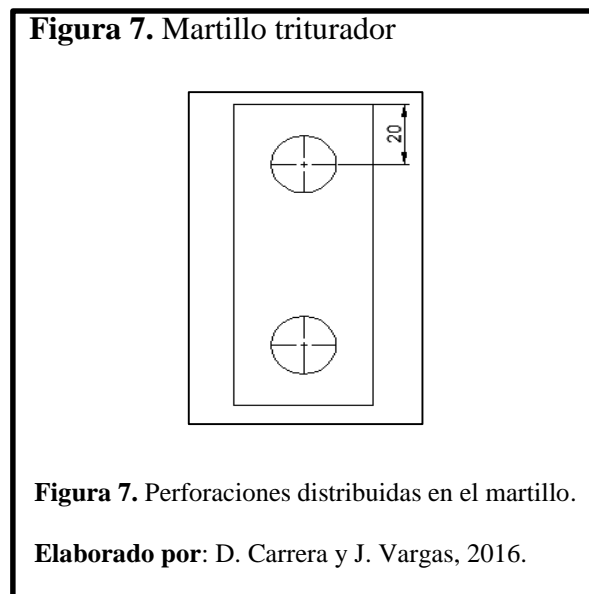 Figura 7. Martillo triturador
20
Figura 7. Perforaciones distribuidas en el martillo.
Elaborado por: D. Carrera y J. Vargas, 2016.